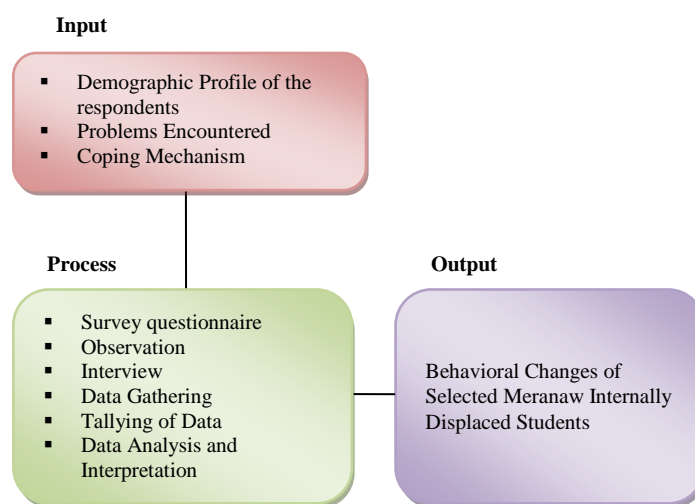 Input
▪ Demographic Profile of the
respondents
▪ Problems Encountered
▪ Coping Mechanism
Process
▪ Survey questionnaire
▪ Observation
▪ Interview
▪ Data Gathering
▪ Tallying of Data
▪ Data Analysis and
Interpretation
Output
Behavioral Changes of
Selected Meranaw Internally
Displaced Students